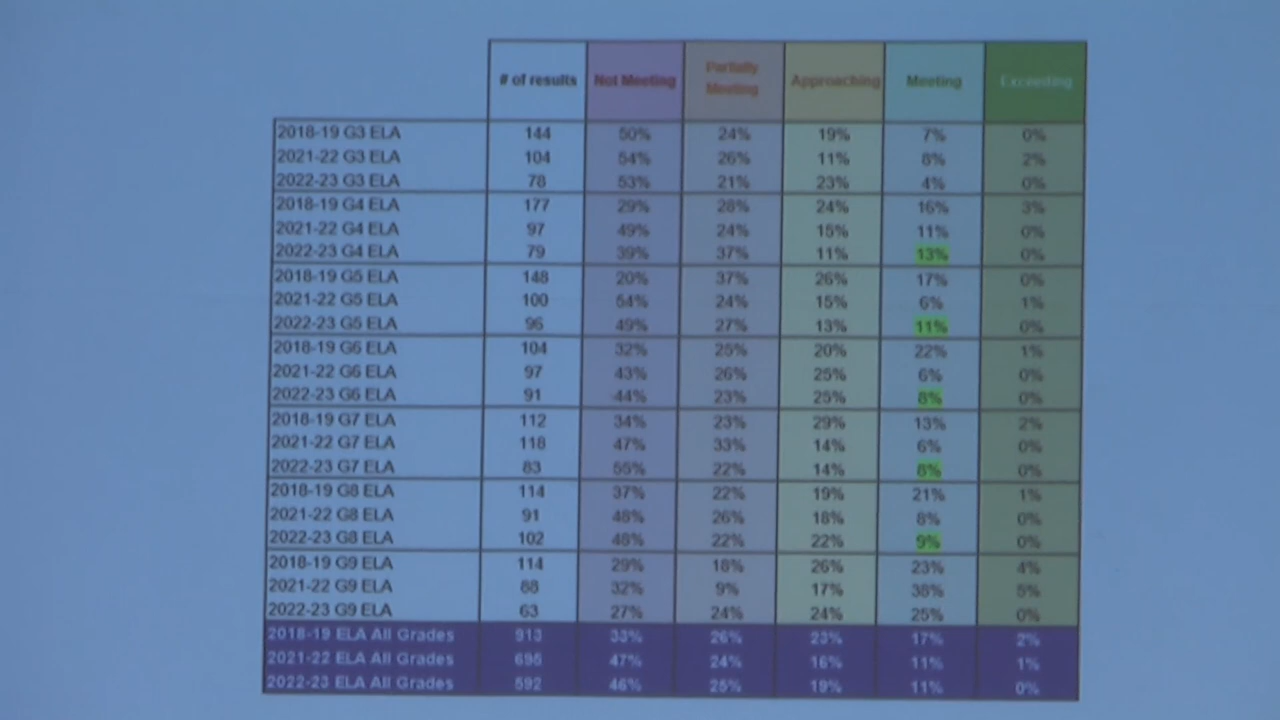 # of results Not Meeting Partially Meeting Approaching Meeting Exceeding
2018-19 G3 ELA 144 50% 24% 19% 7% 0%
2021-22 G3 ELA 104 54% 26% 11% 8% 2%
2022-23 G3 ELA 78 53% 21% 23% 4% 0%
2018-19 G4 ELA 177 29% 28% 24% 16% 3%
2021-22 G4 ELA 97 49% 24% 15% 11% 0%
2022-23 G4 ELA 79 39% 37% 11% 13% 0%
2018-19 G5 ELA 148 20% 37% 26% 17% 0%
2021-22 G5 ELA 100 54% 24% 15% 6% 1%
2022-23 G5 ELA 96 49% 27% 13% 11% 0%
2018-19 G6 ELA 104 32% 25% 20% 22% 1%
2021-22 G6 ELA 97 43% 26% 25% 6% 0%
2022-23 G6 ELA 91 44% 23% 25% 8% 0%
2018-19 G7 ELA 112 34% 23% 29% 13% 2%
2021-22 G7 ELA 118 47% 33% 14% 6% 0%
2022-23 G7 ELA 83 55% 22% 14% 8% 0%
2018-19 G8 ELA 114 37% 22% 19% 21% 1%
2021-22 G8 ELA 91 48% 26% 18% 8% 0%
2022-23 G8 ELA 102 48% 22% 22% 9% 0%
2018-19 G9 ELA 114 29% 18% 26% 23% 4%
2021-22 G9 ELA 88 32% 9% 17% 38% 5%
2022-23 G9 ELA 63 27% 24% 24% 25% 0%
2018-19 ELA All Grades 913 33% 26% 23% 17% 2%
2021-22 ELA All Grades 695 47% 24% 16% 11% 1%
2022-23 ELA All Grades 592 46% 25% 19% 11% 0%